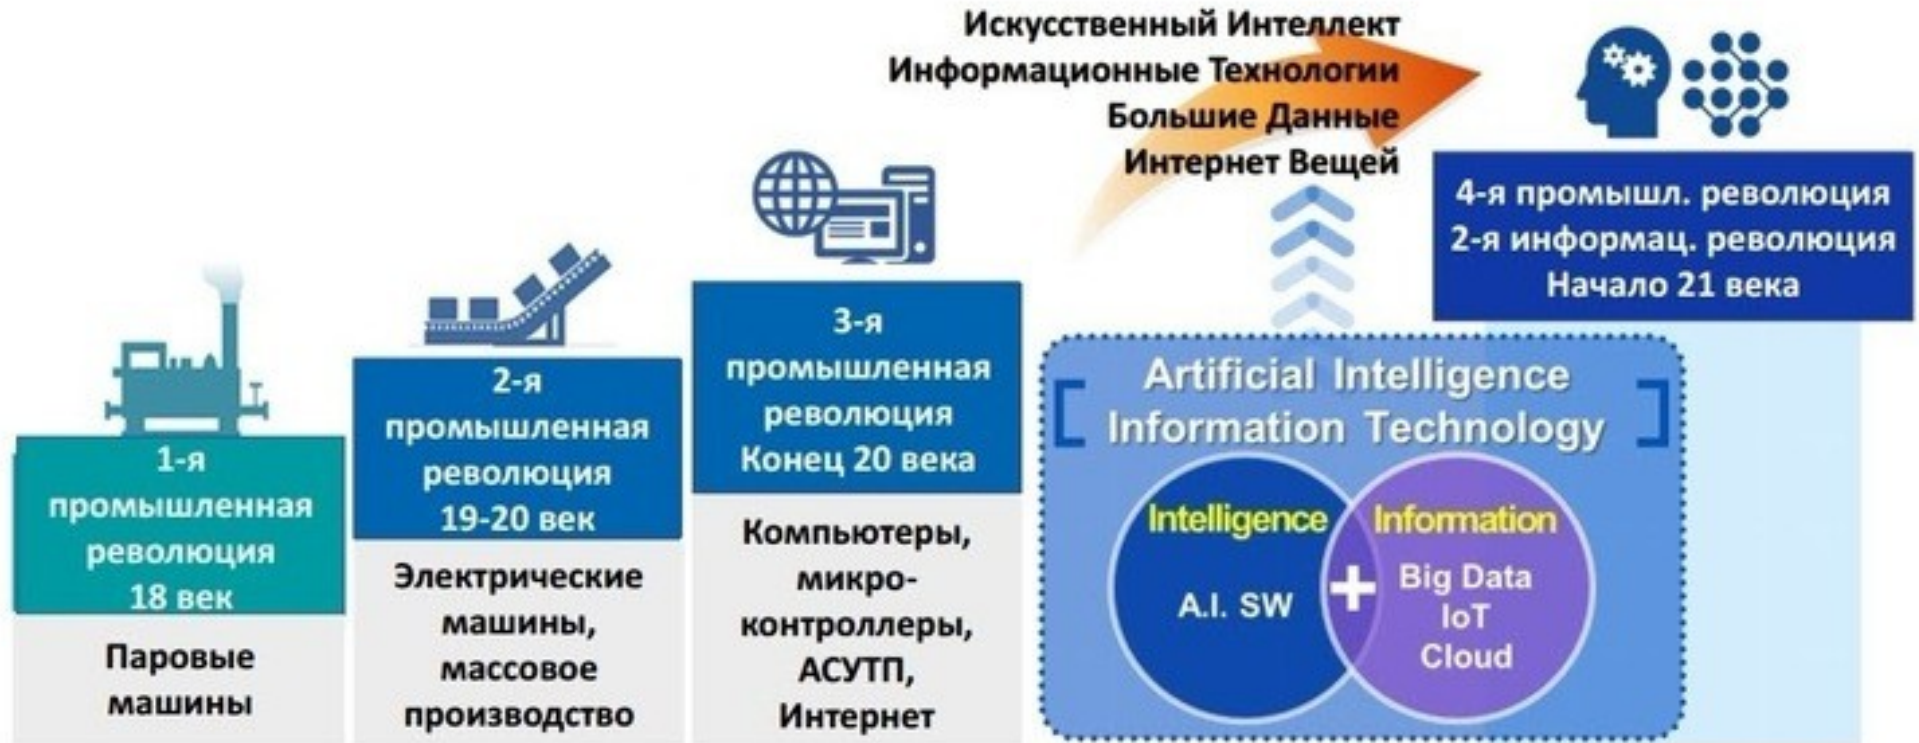 Искусственный Интеллект
Информационные Технологии
Большие Данные
Интернет Вещей
4-я промышл. революция
2-я информац. революция
Начало 21 века
3-я
промышленная
революция
Конец 20 века
Компьютеры,
микро-
контроллеры,
АСУТП,
Интернет
2-я
промышленная
революция
19-20 век
Электрические
машины,
массовое
производство
1-я
промышленная
революция
18 век
Паровые
машины
Artificial Intelligence
Information Technology
Intelligence
A.I. SW
+
Information
Big Data
IoT
Cloud